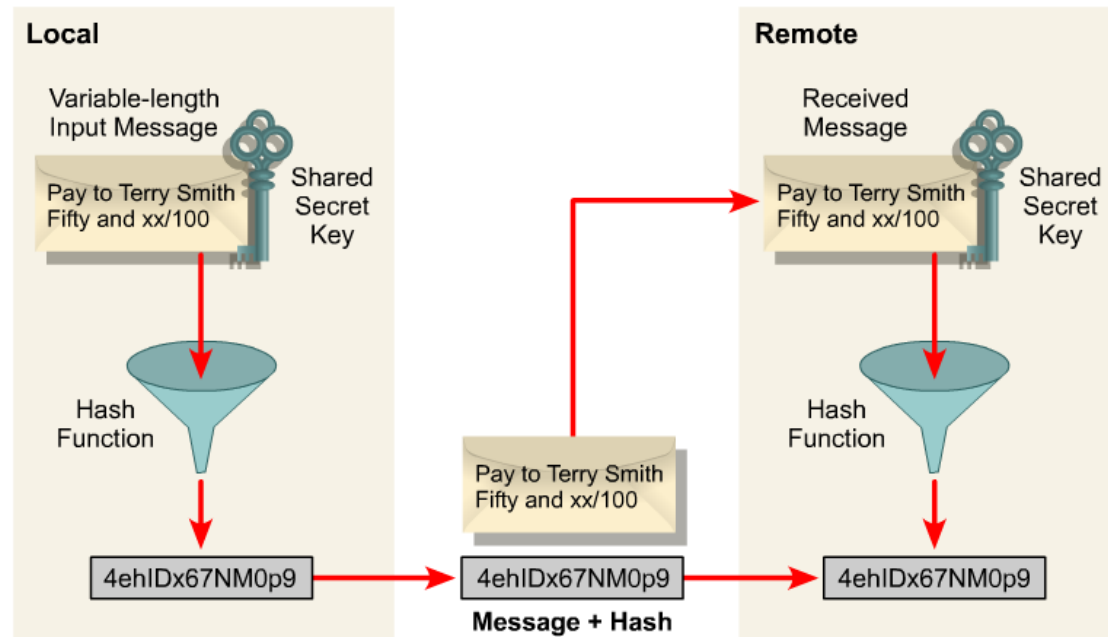 Local
Variable-length
Input Message
Pay to Terry Smith
Fifty and xx/100
Shared
Secret
Key
Hash
Function
4ehIDx67NM0p9
Pay to Terry Smith
Fifty and xx/100
4ehIDx67NM0p9
Message + Hash
Remote
Received
Message
Pay to Terry Smith
Fifty and xx/100
Shared
Secret
Key
Hash
Function
4ehIDx67NM0p9